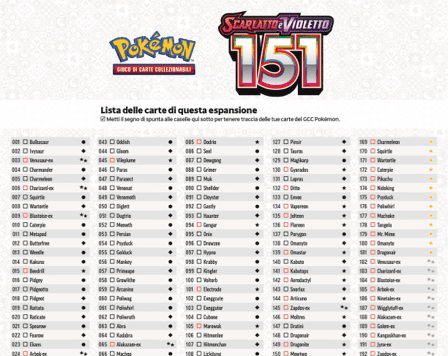 Pokémon
GIOCO DI CARTE COLLEZIONABILI
SCARLATTO e VIOLETTO
151
Lista delle carte di questa espansione
Metti il segno di spunta alle caselle qui sotto per tenere traccia delle tue carte del GCC Pokémon.
001 Bulbasaur
002 Ivysaur
003 Venusaur-ex
004 Charmander
005 Charmeleon
006 Charizard-ex
007 Squirtle
008 Wartortle
009 Blastoise-ex
010 Caterpie
011 Metapod
012 Butterfree
013 Weedle
014 Kakuna
015 Beedrill
016 Pidgey
017 Pidgeotto
018 Pidgeot
019 Rattata
020 Raticate
021 Spearow
022 Fearow
023 Ekans
024 Arbok-ex
043 Oddish
044 Gloom
045 Vileplume
046 Paras
047 Parasect
048 Venonat
049 Venomoth
050 Diglett
051 Dugtrio
052 Meowth
053 Persian
054 Psyduck
055 Golduck
056 Mankey
057 Primeape
058 Growlithe
059 Arcanine
060 Poliwag
061 Poliwhirl
062 Poliwrath
063 Abra
064 Kadabra
065 Alakazam-ex
066 Machop
085 Dodrio
086 Seel
087 Dewgong
088 Grimer
089 Muk
090 Shellder
091 Cloyster
092 Gastly
093 Haunter
094 Gengar
095 Onix
096 Drowzee
097 Hypno
098 Krabby
099 Kingler
100 Voltorb
101 Electrode
102 Exeggcute
103 Exeggutor
104 Cubone
105 Marowak
106 Hitmonlee
107 Hitmonchan
108 Lickitung
127 Pinsir
128 Tauros
129 Magikarp
130 Gyarados
131 Lapras
132 Ditto
133 Eevee
134 Vaporeon
135 Jolteon
136 Flareon
137 Porygon
138 Omanyte
139 Omastar
140 Kabuto
141 Kabutops
142 Aerodactyl
143 Snorlax
144 Articuno
145 Zapdos-ex
146 Moltres
147 Dratini
148 Dragonair
149 Dragonite
150 Mewtwo
169 Charmeleon
170 Squirtle
171 Wartortle
172 Caterpie
173 Pikachu
174 Nidoking
175 Psyduck
176 Poliwhirl
177 Machoke
178 Tangela
179 Mr. Mime
180 Omanyte
181 Dragonair
182 Venusaur-ex
183 Charizard-ex
184 Blastoise-ex
185 Arbok-ex
186 Ninetales-ex
187 Wigglytuff-ex
188 Alakazam-ex
189 Golem-ex
190 Kangaskhan-ex
191 Jynx-ex
192 Zapdos-ex